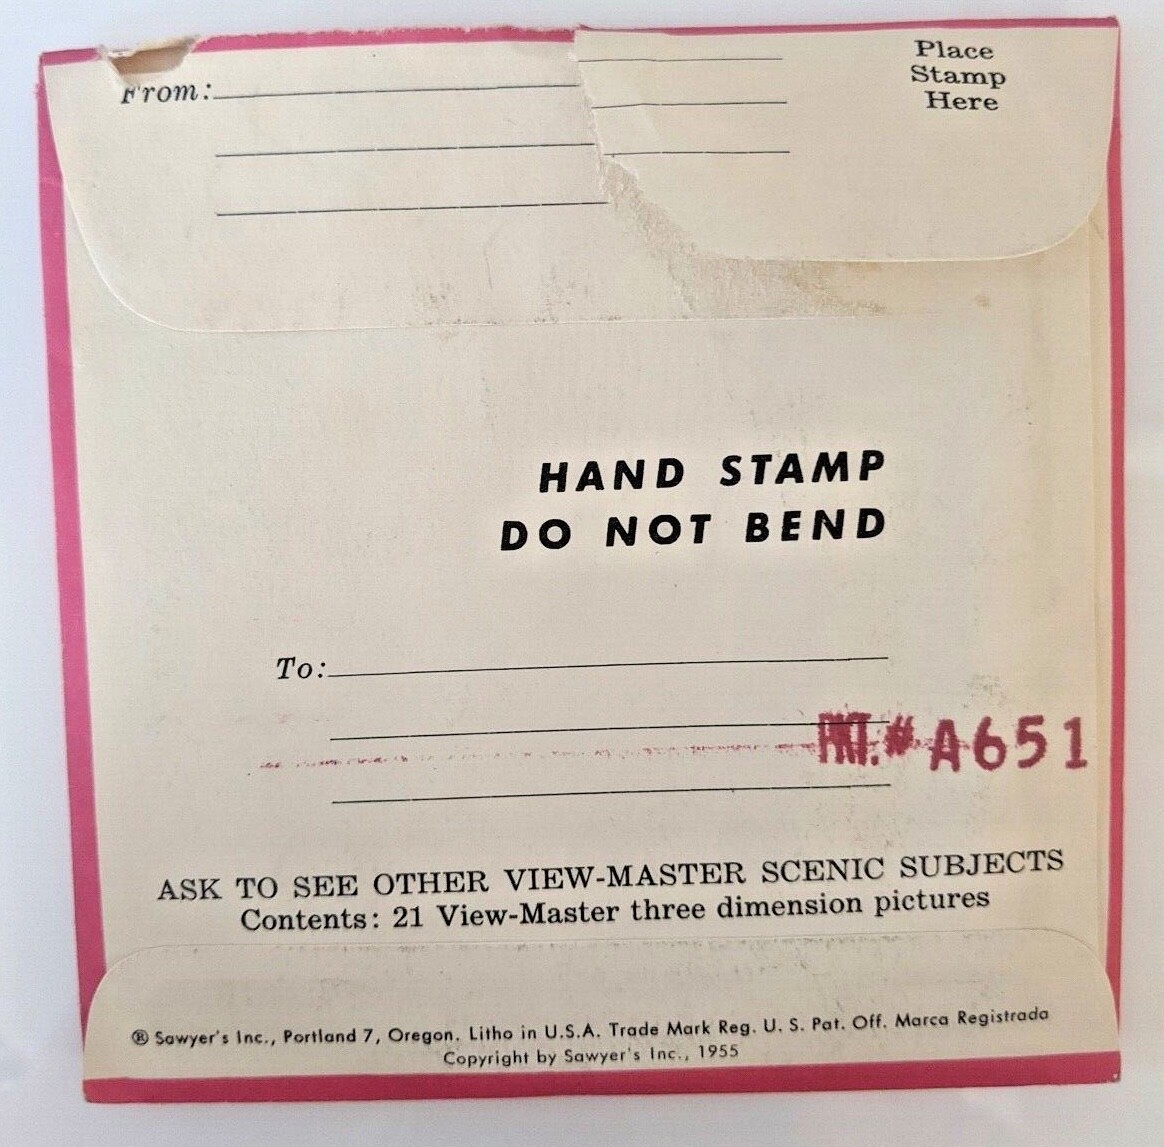 Place
Stamp
Here
From:
HAND STAMP
DO NOT BEND
To:
PKT.# A651
ASK TO SEE OTHER VIEW-MASTER SCENIC SUBJECTS
Contents: 21 View-Master three dimension pictures
® Sawyer's Inc., Portland 7, Oregon. Litho in U.S.A. Trade Mark Reg. U. S. Pat. Off. Marca Registrada
Copyright by Sawyer's Inc., 1955